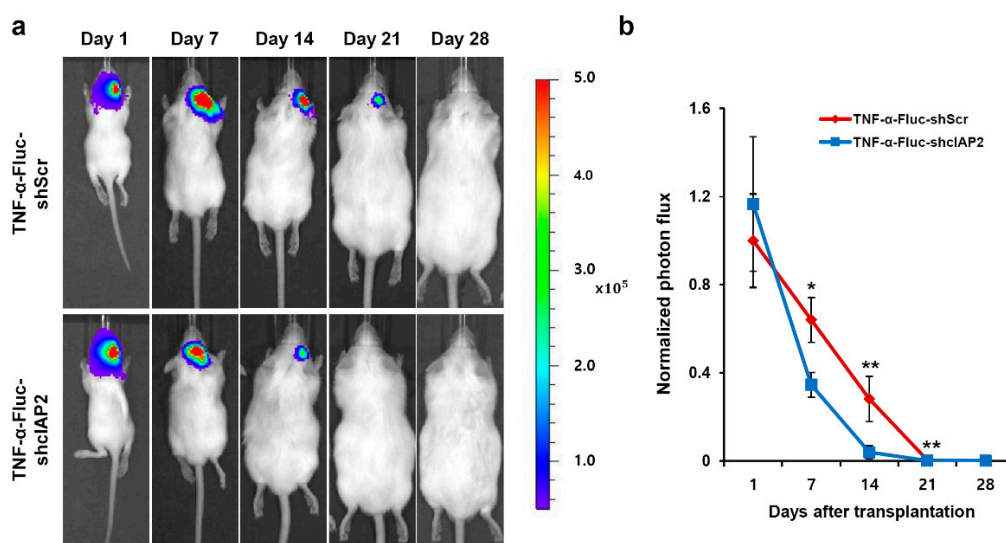 a
Day 1 Day 7 Day 14 Day 21 Day 28
TNF-α-Fluc-
shScr
TNF-α-Fluc-
shcIAP2
5.0
4.0
3.0
x10⁵
2.0
1.0
b
Normalized photon flux
1.6
1.2
0.8
0.4
0
TNF-α-Fluc-shScr
TNF-α-Fluc-shcIAP2
*
**
**
1 7 14 21 28
Days after transplantation